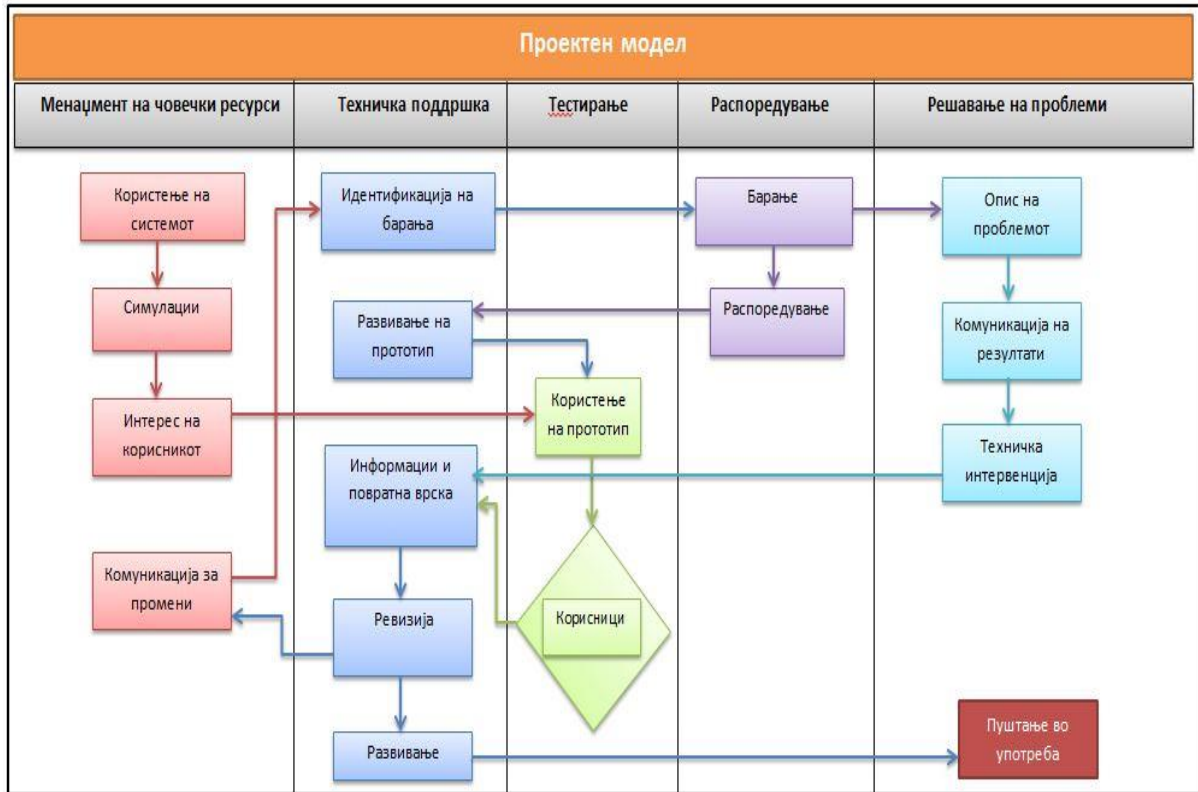 Проектен модел
Менаџмент на човечки ресурси
Техничка поддршка
Тестирање
Распоредување
Решавање на проблеми
Користење на
системот
Симулации
Интерес на
корисникот
Комуникација за
промени
Идентификација на
барања
Развивање на
прототип
Информации и
повратна врска
Ревизија
Развивање
Користење
на прототип
Корисници
Барање
Распоредување
Опис на
проблемот
Комуникација на
резултати
Техничка
интервенција
Пуштање во
употреба